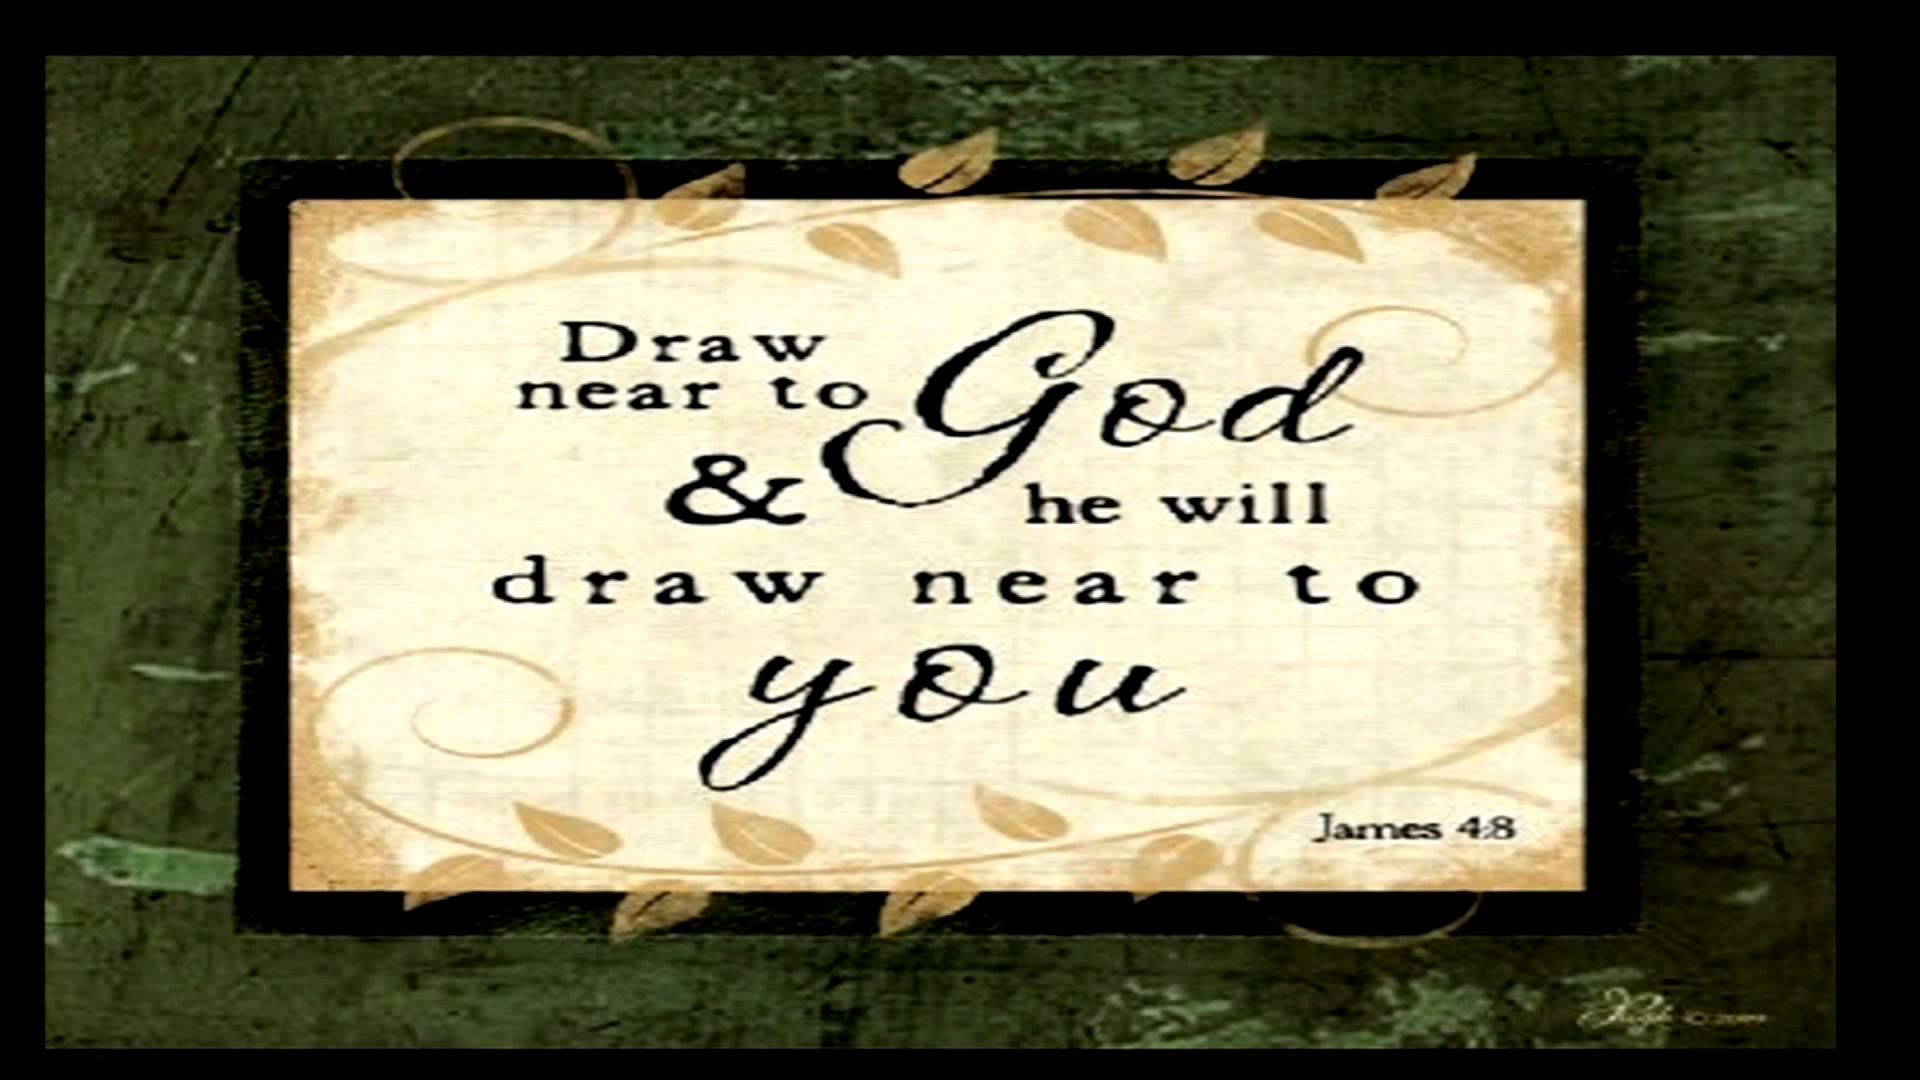 Draw
near to God
& he will
draw near to
you
James 4:8